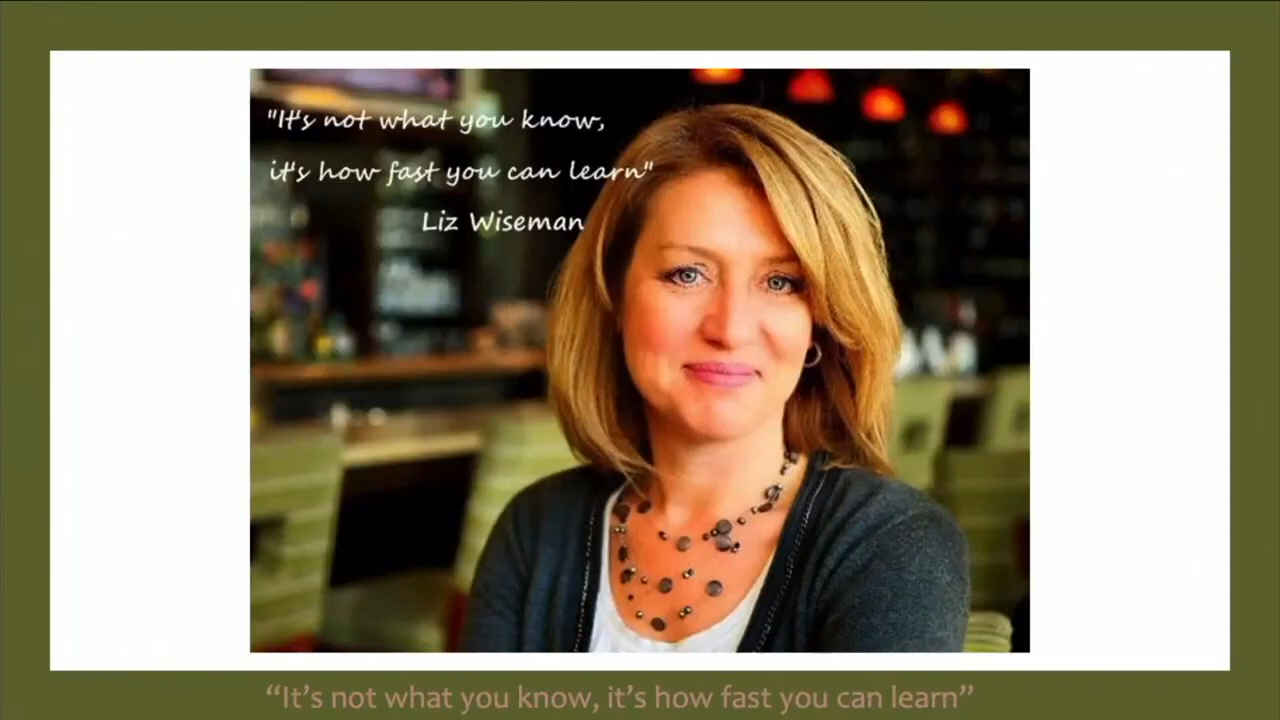 "It's not what you know,
it's how fast you can learn"
Liz Wiseman
“It’s not what you know, it’s how fast you can learn”